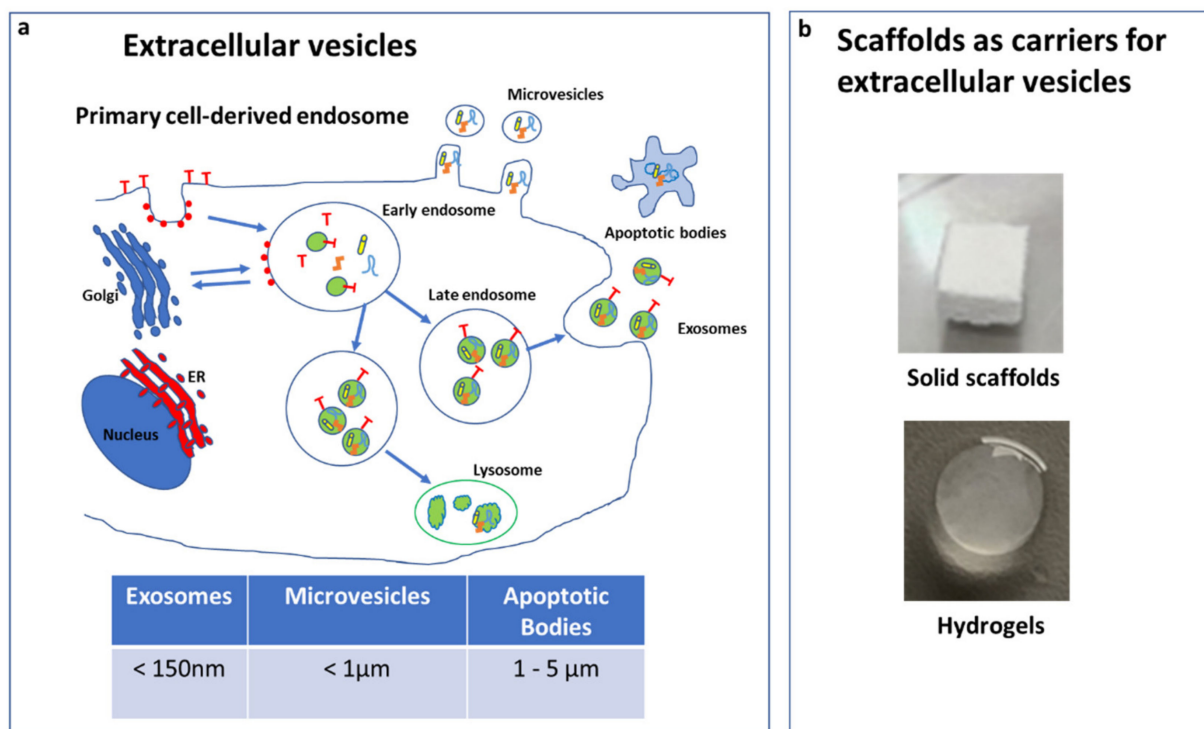 a
Extracellular vesicles
Primary cell-derived endosome
Microvesicles
Early endosome
Apoptotic bodies
Golgi
Late endosome
Exosomes
ER
Nucleus
Lysosome
Exosomes
Microvesicles
Apoptotic
Bodies
< 150nm
< 1μm
1 - 5 μm
b
Scaffolds as carriers for
extracellular vesicles
Solid scaffolds
Hydrogels